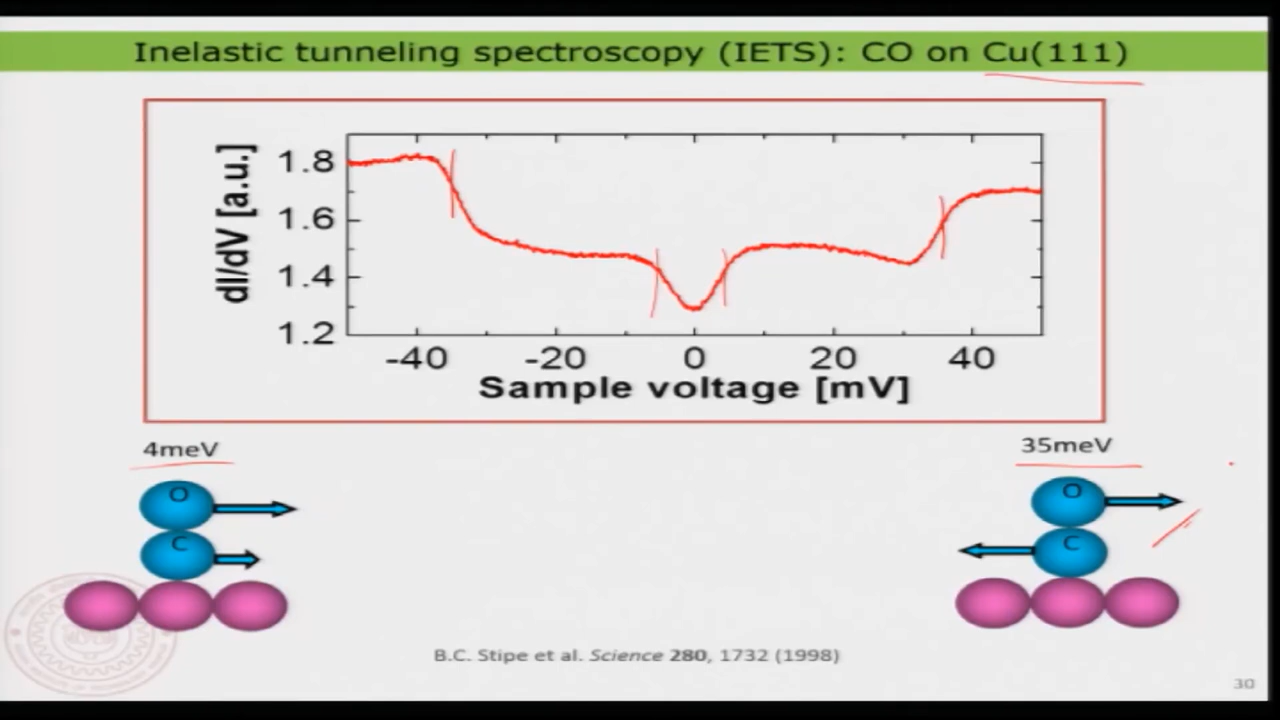 Inelastic tunneling spectroscopy (IETS): CO on Cu(111)
dI/dV [a.u.]
1.8
1.6
1.4
1.2
-40 -20 0 20 40
Sample voltage [mV]
4meV
35meV
O
C
O
C
B.C. Stipe et al. Science 280, 1732 (1998)
30